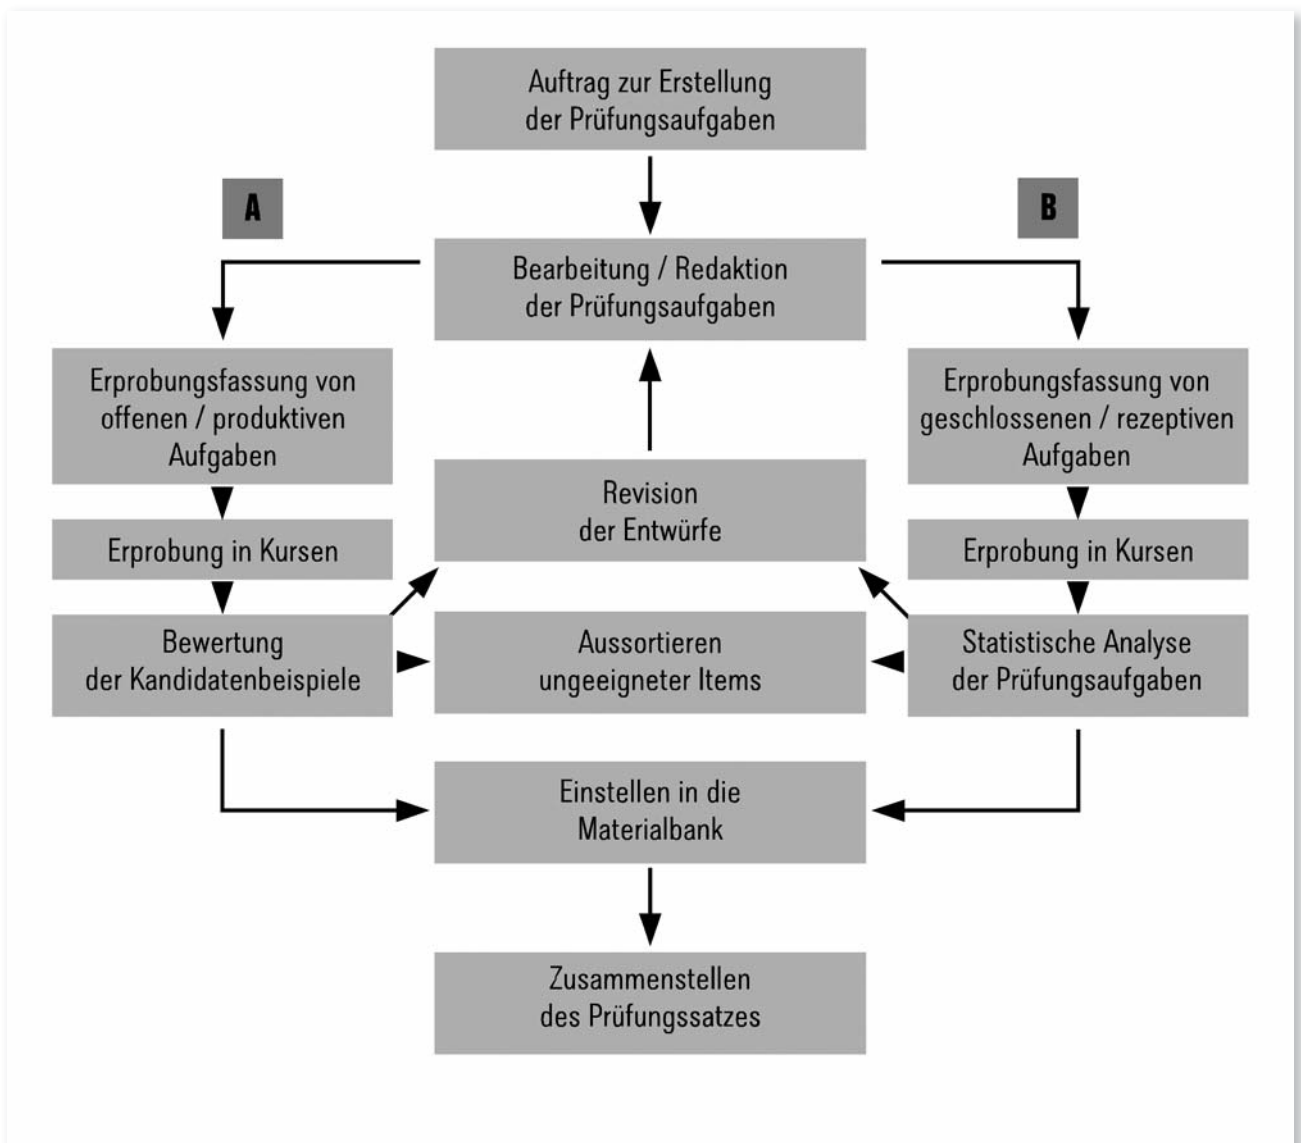 Auftrag zur Erstellung
der Prüfungsaufgaben
A
B
Bearbeitung / Redaktion
der Prüfungsaufgaben
Erprobungsfassung von
offenen / produktiven
Aufgaben
Erprobungsfassung von
geschlossenen / rezeptiven
Aufgaben
Revision
der Entwürfe
Erprobung in Kursen
Erprobung in Kursen
Bewertung
der Kandidatenbeispiele
Aussortieren
ungeeigneter Items
Statistische Analyse
der Prüfungsaufgaben
Einstellen in die
Materialbank
Zusammenstellen
des Prüfungssatzes